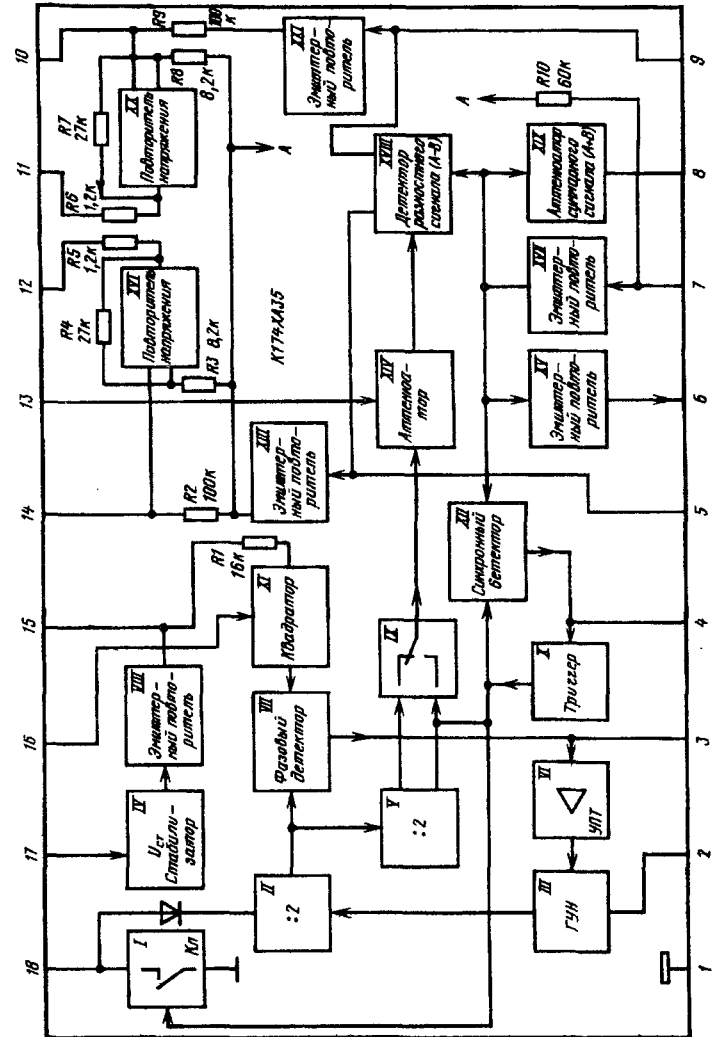 18
17
16
15
14
13
12
11
10
I
Кл
IV
Uст
Стабили-
затор
VIII
Эмиттер-
ный повто-
ритель
R1
16к
R2
100к
R3 8,2к
R4
27к
R5
1,2к
R6
1,2к
R7
27к
R8
8,2к
R9
100
к
XVI
Повторитель
напряжения
XX
Повторитель
напряжения
XXI
Эмиттер-
ный повто-
ритель
II
:2
VII
Фазовый
детектор
XI
Квадратор
XIII
Эмиттер-
ный повто-
ритель
К174ХА35
А
V
:2
IX
XIV
Аттенюа-
тор
XVIII
Детектор
разностного
сигнала (А-В)
А
R10
60к
III
ГУН
VI
УПТ
X
Триггер
XII
Синхронный
детектор
XV
Эмиттер-
ный повто-
ритель
XVII
Эмиттер-
ный повто-
ритель
XIX
Аттенюатор
суммарного
сигнала (А+В)
1
2
3
4
5
6
7
8
9